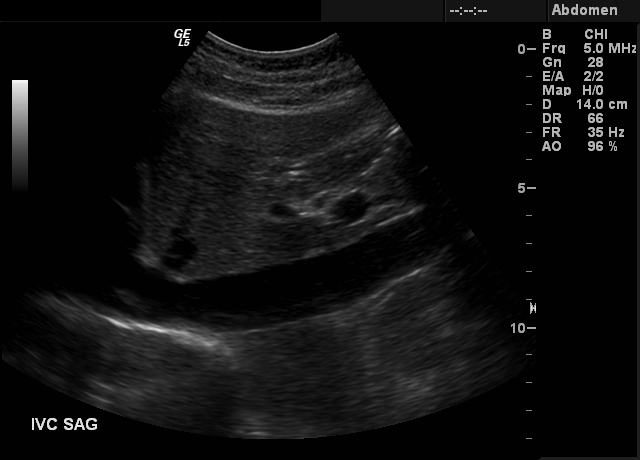 --:--:--
Abdomen
GE
L5
B CHI
Frq 5.0 MHz
Gn 28
E/A 2/2
Map H/0
D 14.0 cm
DR 66
FR 35 Hz
AO 96 %
0
5
10
IVC SAG